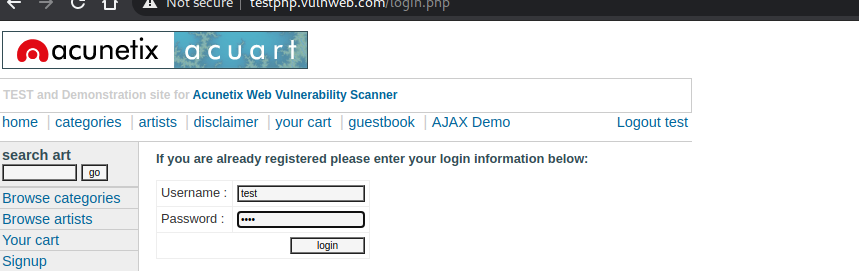 Not secure | testphp.vulnweb.com/login.php
acunetix acuart
TEST and Demonstration site for Acunetix Web Vulnerability Scanner
home | categories | artists | disclaimer | your cart | guestbook | AJAX Demo Logout test
search art
go
Browse categories
Browse artists
Your cart
Signup
If you are already registered please enter your login information below:
Username : test
Password : ••••
login